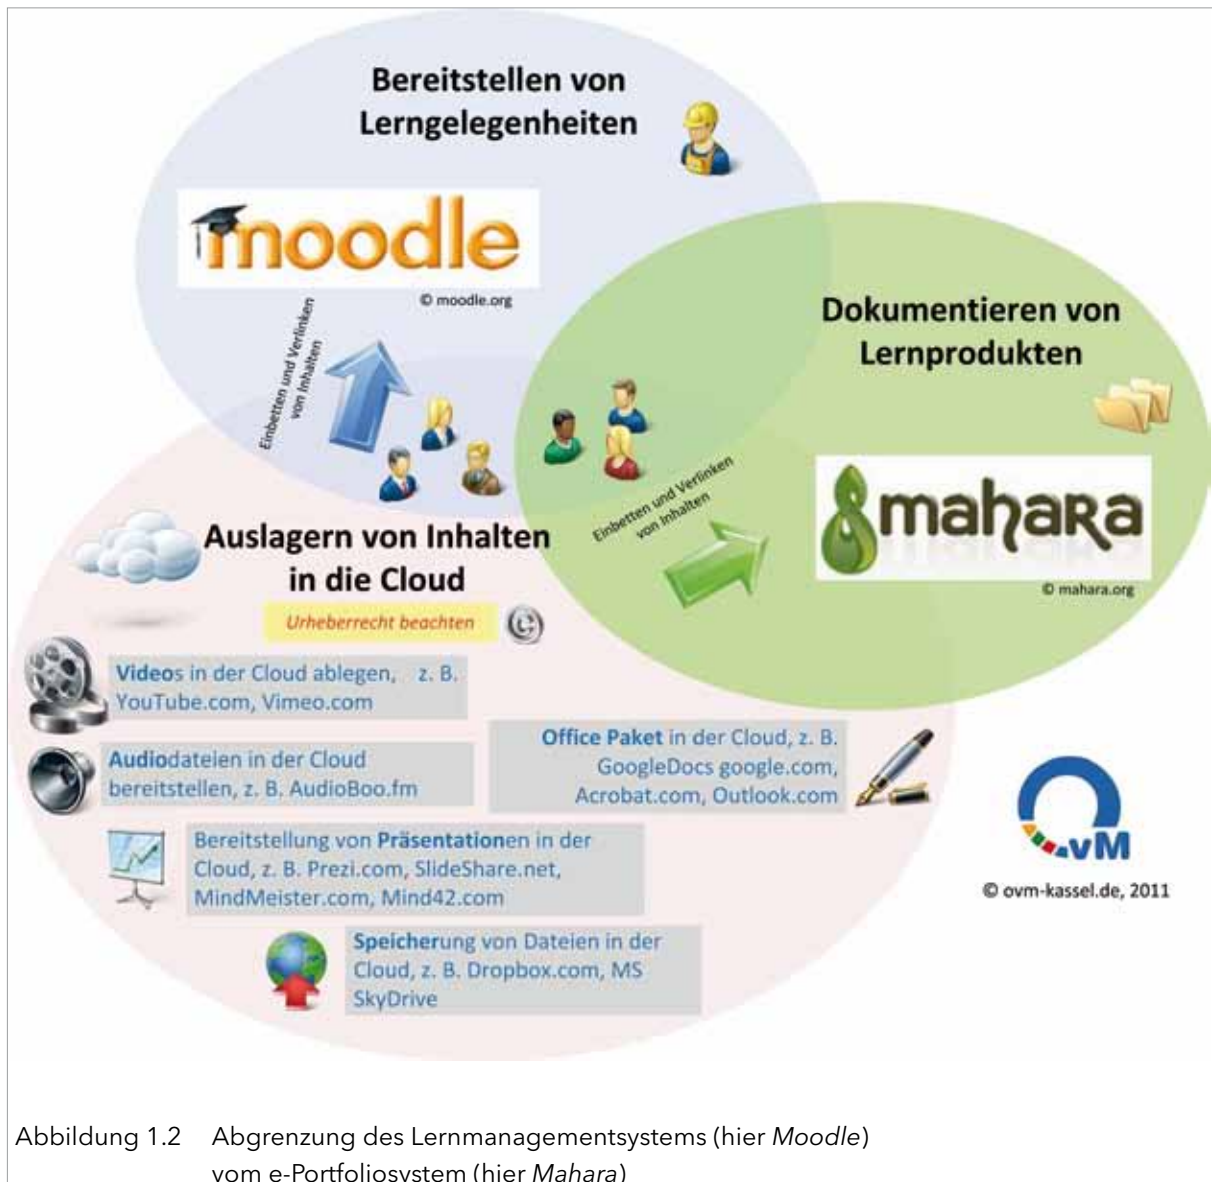 Bereitstellen von
Lerngelegenheiten
moodle
© moodle.org
Einbetten und Verlinken
von Inhalten
Dokumentieren von
Lernprodukten
mahara
© mahara.org
Einbetten und Verlinken
von Inhalten
Auslagern von Inhalten
in die Cloud
Urheberrecht beachten
©
Videos in der Cloud ablegen, z. B.
YouTube.com, Vimeo.com
Audiodateien in der Cloud
bereitstellen, z. B. AudioBoo.fm
Office Paket in der Cloud, z. B.
GoogleDocs google.com,
Acrobat.com, Outlook.com
Bereitstellung von Präsentationen in der
Cloud, z. B. Prezi.com, SlideShare.net,
MindMeister.com, Mind42.com
Speicherung von Dateien in der
Cloud, z. B. Dropbox.com, MS
SkyDrive
OvM
© ovm-kassel.de, 2011
Abbildung 1.2 Abgrenzung des Lernmanagementsystems (hier Moodle)
vom e-Portfoliosystem (hier Mahara)